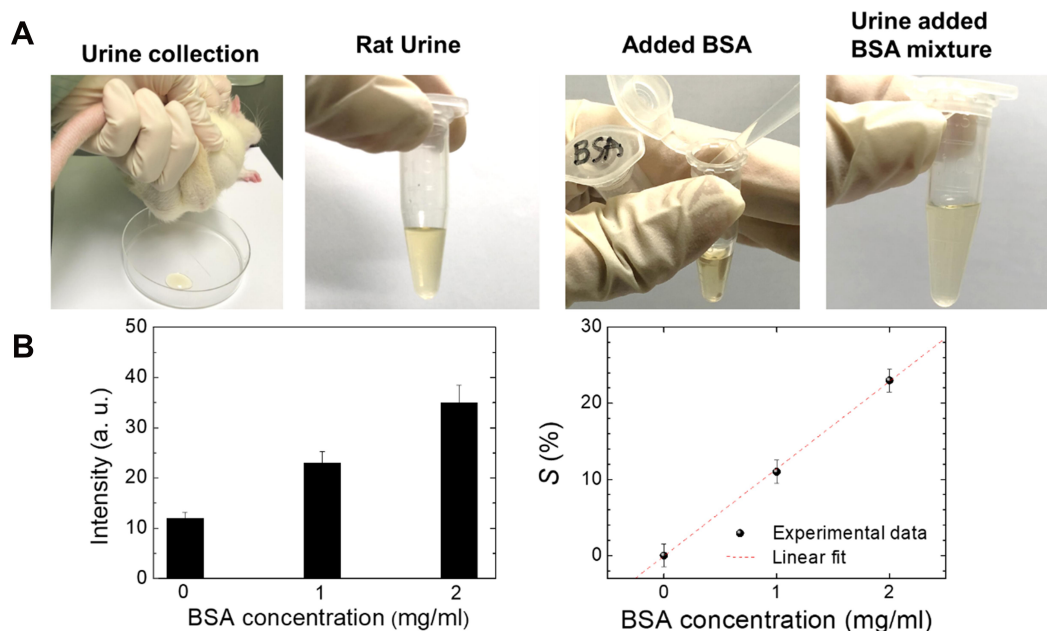 A
Urine collection
Rat Urine
Added BSA
Urine added
BSA mixture
BSA
B
50
40
30
20
10
0
Intensity (a. u.)
0
1
2
BSA concentration (mg/ml)
30
20
10
0
S (%)
Experimental data
Linear fit
0
1
2
0
BSA concentration (mg/ml)